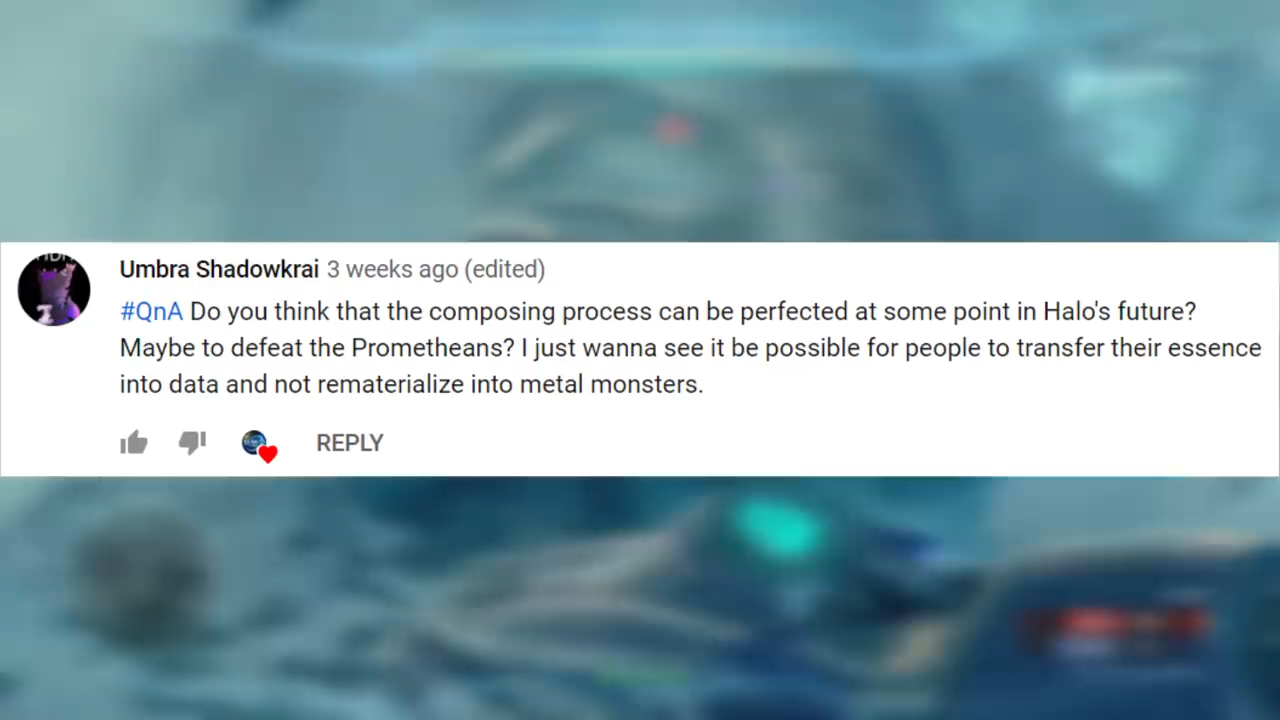 Umbra Shadowkrai 3 weeks ago (edited)
#QnA Do you think that the composing process can be perfected at some point in Halo's future?
Maybe to defeat the Prometheans? I just wanna see it be possible for people to transfer their essence
into data and not rematerialize into metal monsters.
REPLY